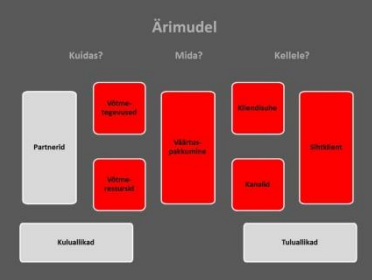 Ärimudel
Kuidas?
Mida?
Kellele?
Võtme-
tegevused
Kliendisuhe
Partnerid
Väärtus-
pakkumine
Sihtklient
Võtme-
ressursid
Kanalid
Kuluallikad
Tuluallikad